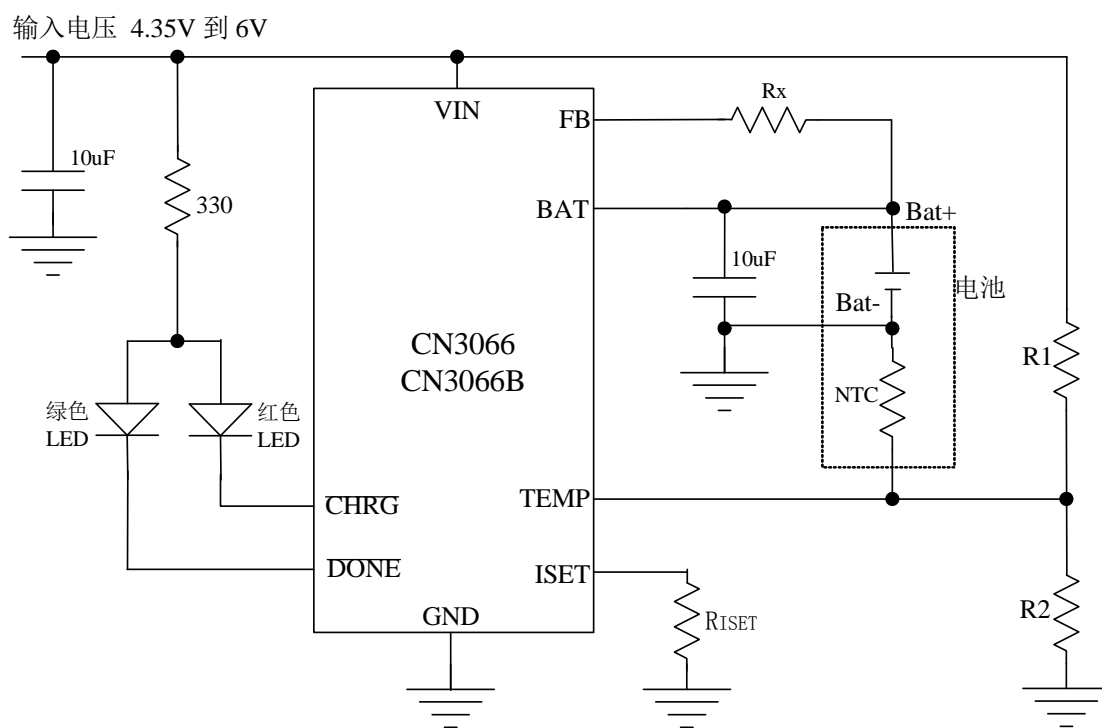 输入电压 4.35V 到 6V
VIN
FB
Rx
10uF
330
BAT
Bat+
10uF
电池
Bat-
CN3066
CN3066B
R1
NTC
绿色
LED
红色
LED
CHRG
TEMP
DONE
ISET
GND
RISET
R2